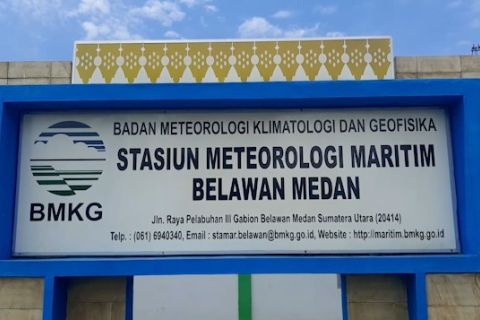 BADAN METEOROLOGI KLIMATOLOGI DAN GEOFISIKA
STASIUN METEOROLOGI MARITIM
BELAWAN MEDAN
BMKG
Jln. Raya Pelabuhan III Gabion Belawan Medan Sumatera Utara (20414)
Telp. : (061) 6940340, Email : stamar.belawan@bmkg.go.id, Website : http://maritim.bmkg.go.id